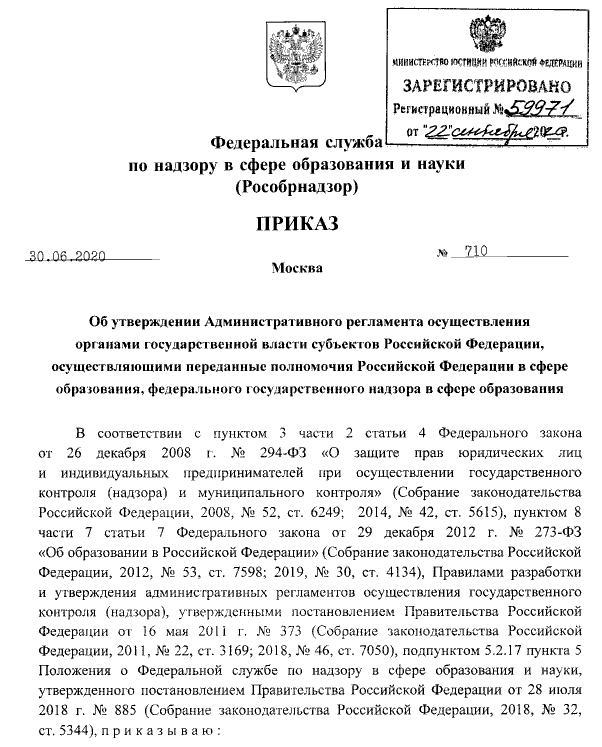 МИНИСТЕРСТВО ЮСТИЦИИ РОССИЙСКОЙ ФЕДЕРАЦИИ
ЗАРЕГИСТРИРОВАНО
Регистрационный № 59971
от "22" сентября 2020.
Федеральная служба
по надзору в сфере образования и науки
(Рособрнадзор)
ПРИКАЗ
30.06.2020 № 710
Москва
Об утверждении Административного регламента осуществления
органами государственной власти субъектов Российской Федерации,
осуществляющими переданные полномочия Российской Федерации в сфере
образования, федерального государственного надзора в сфере образования
В соответствии с пунктом 3 части 2 статьи 4 Федерального закона
от 26 декабря 2008 г. № 294-ФЗ «О защите прав юридических лиц
и индивидуальных предпринимателей при осуществлении государственного
контроля (надзора) и муниципального контроля» (Собрание законодательства
Российской Федерации, 2008, № 52, ст. 6249; 2014, № 42, ст. 5615), пунктом 8
части 7 статьи 7 Федерального закона от 29 декабря 2012 г. № 273-ФЗ
«Об образовании в Российской Федерации» (Собрание законодательства Российской
Федерации, 2012, № 53, ст. 7598; 2019, № 30, ст. 4134), Правилами разработки
и утверждения административных регламентов осуществления государственного
контроля (надзора), утвержденными постановлением Правительства Российской
Федерации от 16 мая 2011 г. № 373 (Собрание законодательства Российской
Федерации, 2011, № 22, ст. 3169; 2018, № 46, ст. 7050), подпунктом 5.2.17 пункта 5
Положения о Федеральной службе по надзору в сфере образования и науки,
утвержденного постановлением Правительства Российской Федерации от 28 июля
2018 г. № 885 (Собрание законодательства Российской Федерации, 2018, № 32,
ст. 5344), п р и к а з ы в а ю :